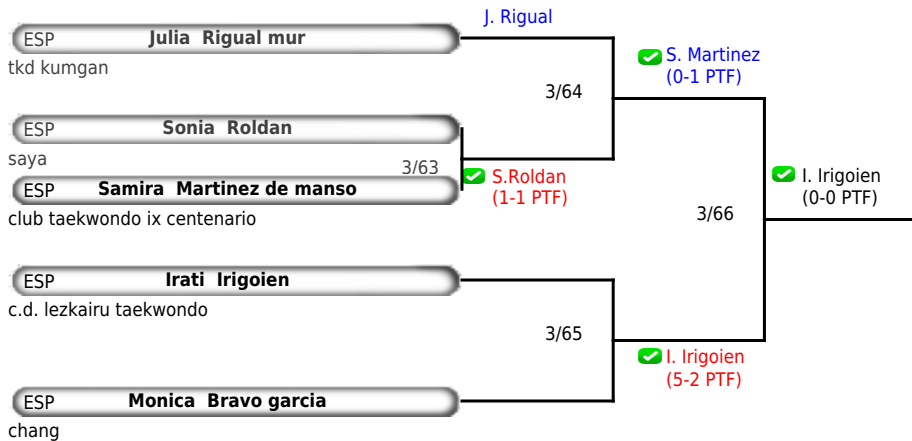 J. Rigual
ESP Julia Rigual mur
tkd kumgan
S. Martinez
(0-1 PTF)
3/64
ESP Sonia Roldan
saya
3/63
S.Roldan
(1-1 PTF)
I. Irigoien
(0-0 PTF)
ESP Samira Martinez de manso
club taekwondo ix centenario
3/66
ESP Irati Irigoien
c.d. lezkairu taekwondo
3/65
I. Irigoien
(5-2 PTF)
ESP Monica Bravo garcia
chang